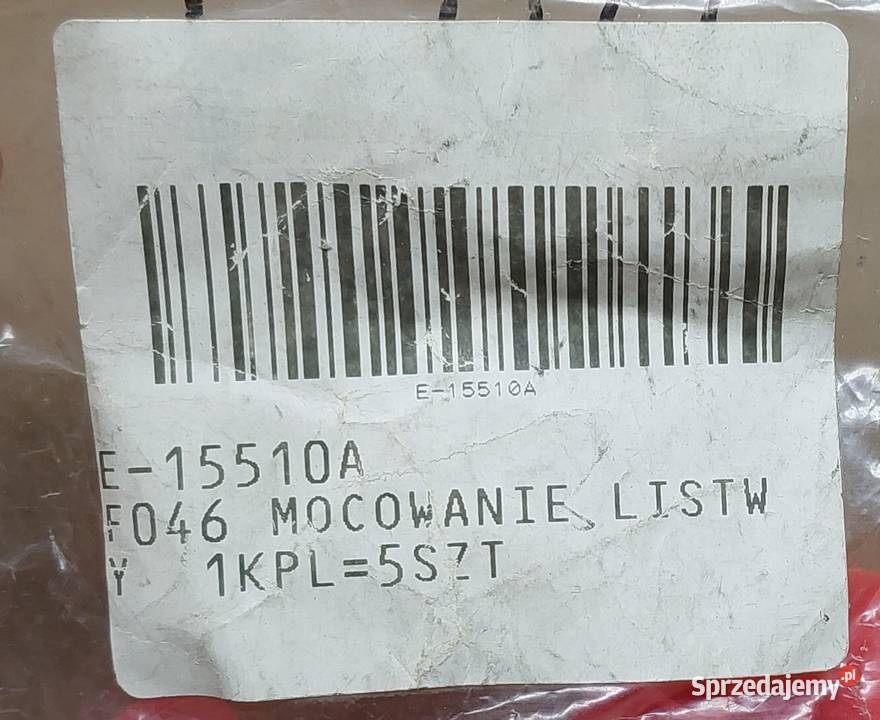 E-15510A
E-15510A
F046 MOCOWANIE LISTW
Y 1KPL=5SZT
Sprzedajemy.pl